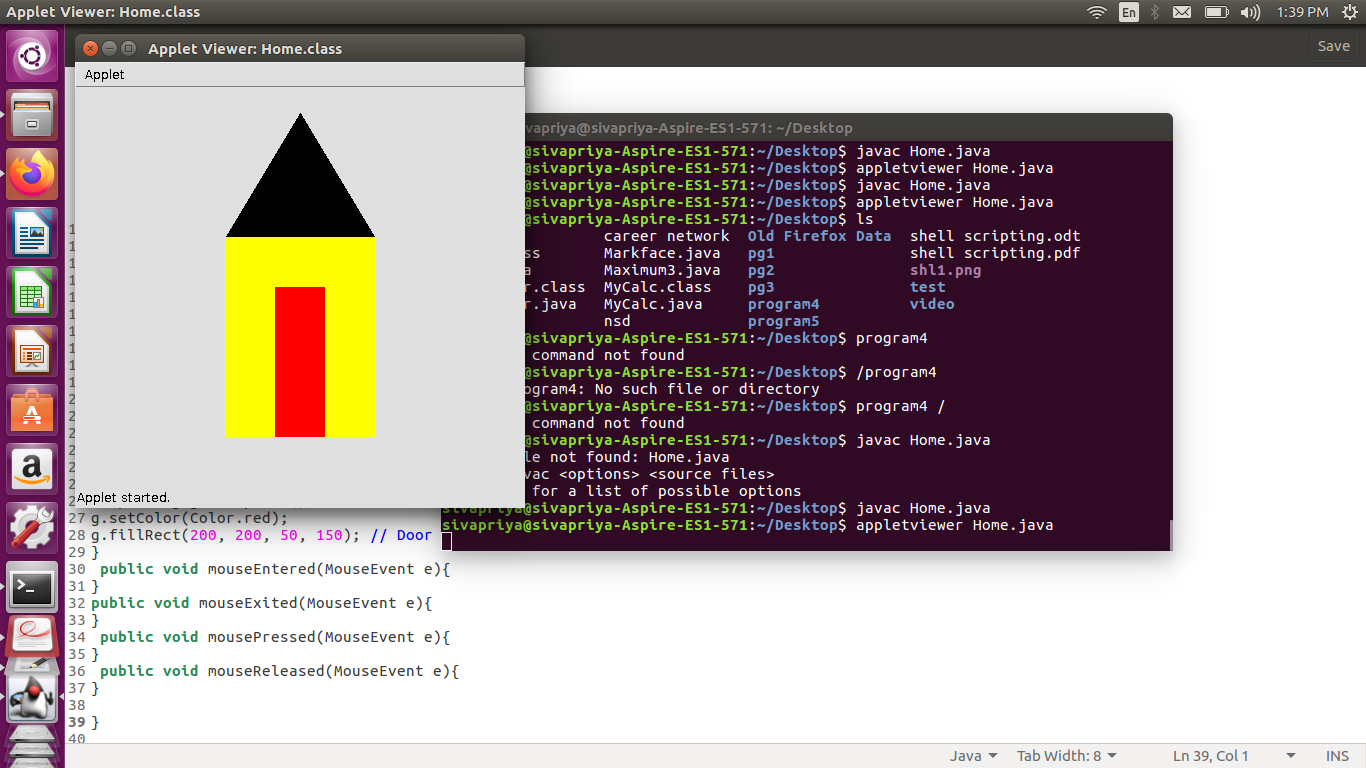 Applet Viewer: Home.class
En
1:39 PM
Save
Applet Viewer: Home.class
Applet
Applet started.
vapriya@sivapriya-Aspire-ES1-571: ~/Desktop
@sivapriya-Aspire-ES1-571:~/Desktop$ javac Home.java
@sivapriya-Aspire-ES1-571:~/Desktop$ appletviewer Home.java
@sivapriya-Aspire-ES1-571:~/Desktop$ javac Home.java
@sivapriya-Aspire-ES1-571:~/Desktop$ appletviewer Home.java
@sivapriya-Aspire-ES1-571:~/Desktop$ ls
career network Old Firefox Data shell scripting.odt
ss Markface.java pg1 shell scripting.pdf
a Maximum3.java pg2 shl1.png
r.class MyCalc.class pg3 test
r.java MyCalc.java program4 video
nsd program5
@sivapriya-Aspire-ES1-571:~/Desktop$ program4
command not found
@sivapriya-Aspire-ES1-571:~/Desktop$ /program4
ogram4: No such file or directory
@sivapriya-Aspire-ES1-571:~/Desktop$ program4 /
command not found
@sivapriya-Aspire-ES1-571:~/Desktop$ javac Home.java
le not found: Home.java
vac <options> <source files>
for a list of possible options
sivapriya@sivapriya-Aspire-ES1-571:~/Desktop$ javac Home.java
sivapriya@sivapriya-Aspire-ES1-571:~/Desktop$ appletviewer Home.java
27 g.setColor(Color.red);
28 g.fillRect(200, 200, 50, 150); // Door
29 }
30 public void mouseEntered(MouseEvent e){
31 }
32 public void mouseExited(MouseEvent e){
33 }
34 public void mousePressed(MouseEvent e){
35 }
36 public void mouseReleased(MouseEvent e){
37 }
38
39 }
40
Java Tab Width: 8 Ln 39, Col 1 INS